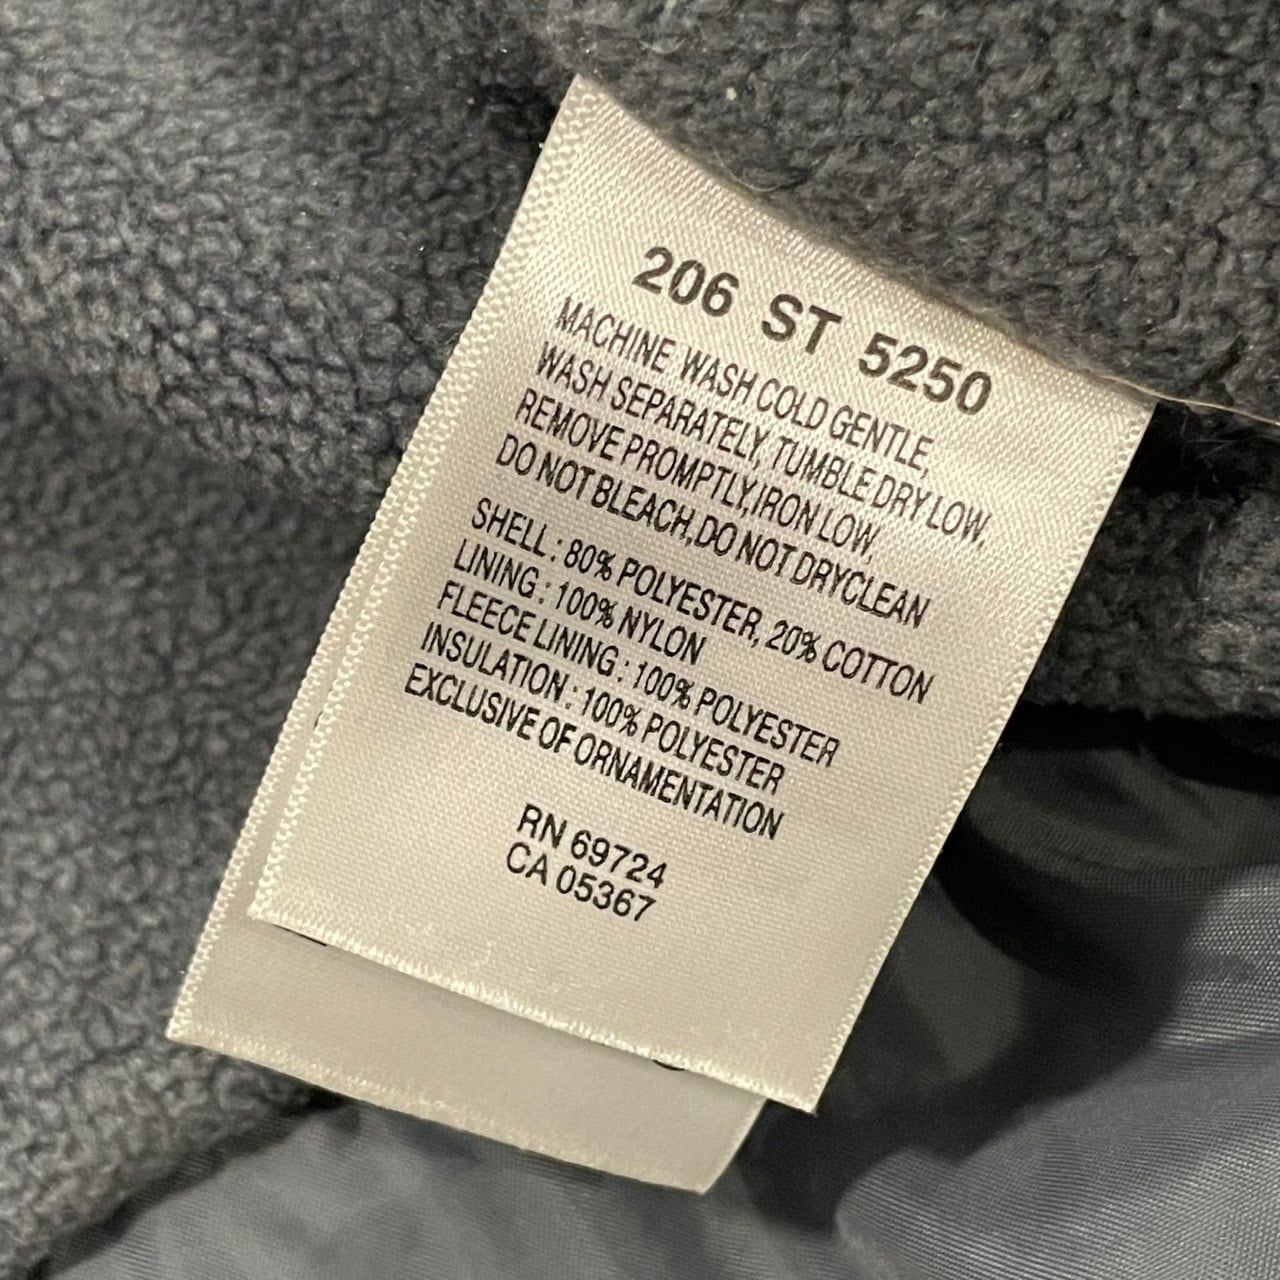 206 ST 5250
MACHINE WASH COLD GENTLE,
WASH SEPARATELY, TUMBLE DRY LOW,
REMOVE PROMPTLY, IRON LOW,
DO NOT BLEACH, DO NOT DRYCLEAN
SHELL : 80% POLYESTER, 20% COTTON
LINING : 100% NYLON
FLEECE LINING : 100% POLYESTER
INSULATION : 100% POLYESTER
EXCLUSIVE OF ORNAMENTATION
RN 69724
CA 05367